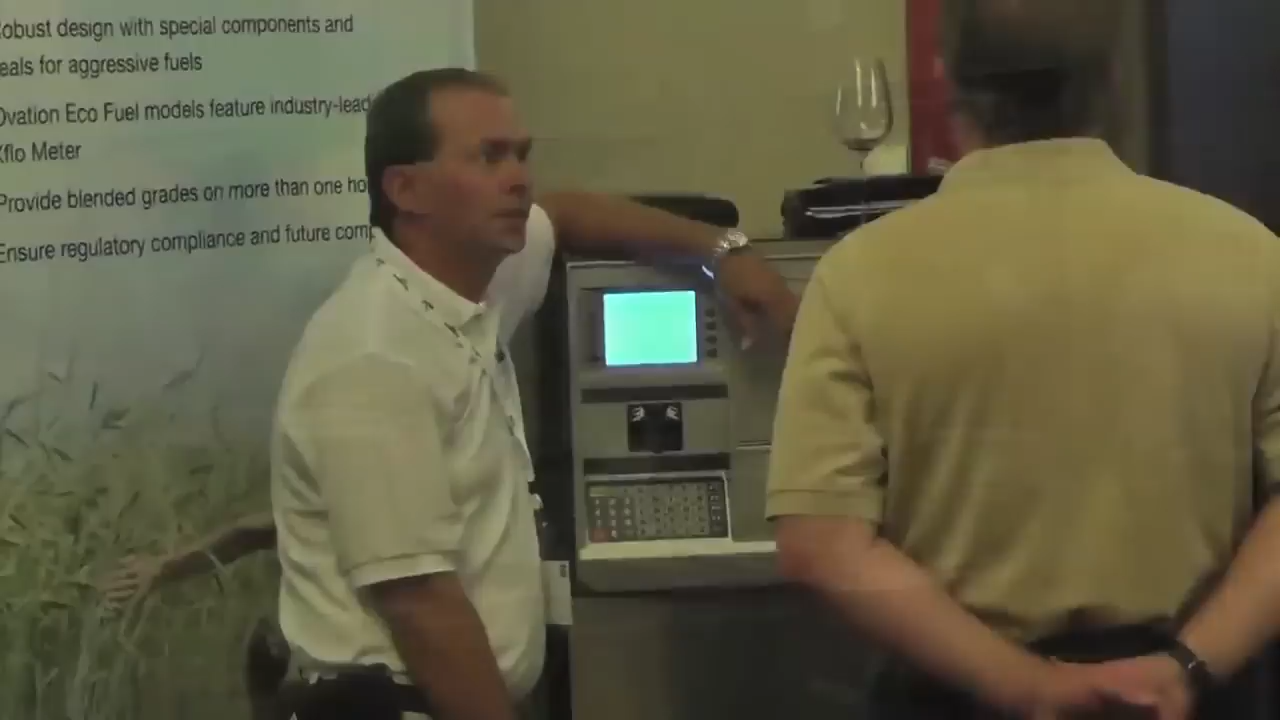 obust design with special components and
eals for aggressive fuels
Ovation Eco Fuel models feature industry-lead
Xflo Meter
Provide blended grades on more than one ho
Ensure regulatory compliance and future comp